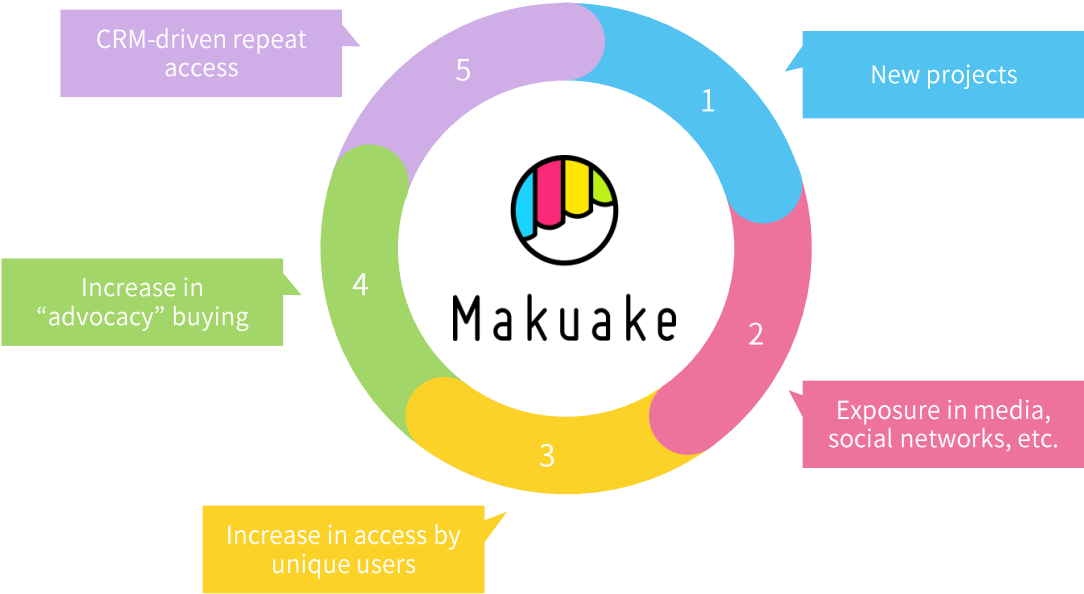 CRM-driven repeat
access
5
1
New projects
Makuake
4
Increase in
“advocacy” buying
2
Exposure in media,
social networks, etc.
3
Increase in access by
unique users